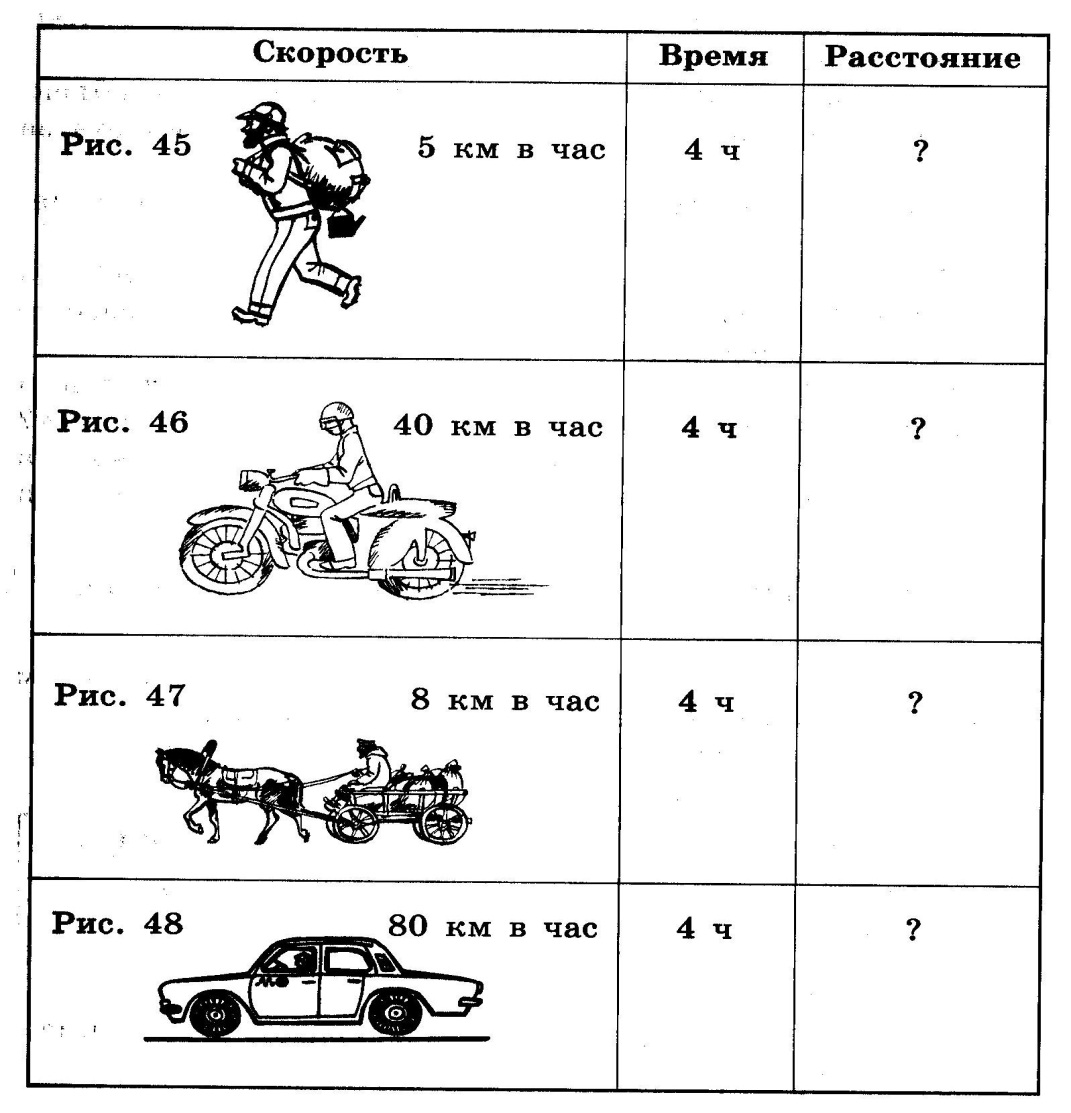 Скорость Время Расстояние
Рис. 45 5 км в час 4 ч ?
Рис. 46 40 км в час 4 ч ?
Рис. 47 8 км в час 4 ч ?
Рис. 48 80 км в час 4 ч ?